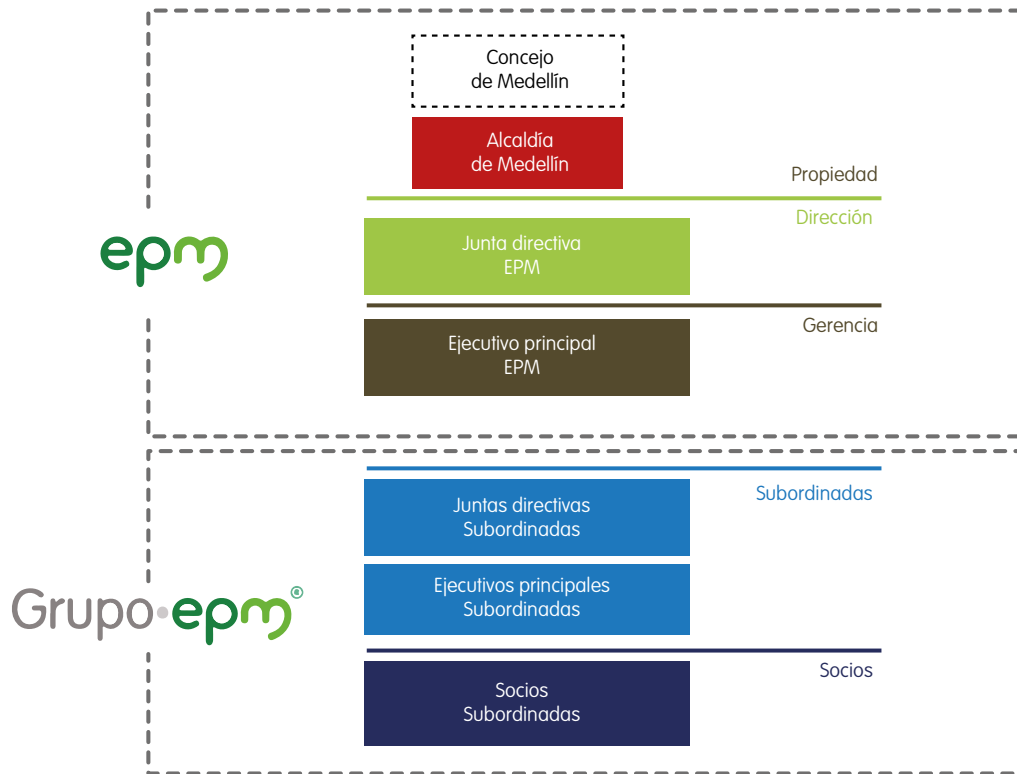 Concejo
de Medellín
Alcaldía
de Medellín
Propiedad
Dirección
epm
Junta directiva
EPM
Gerencia
Ejecutivo principal
EPM
Subordinadas
Juntas directivas
Subordinadas
Ejecutivos principales
Subordinadas
Grupo·epm®
Socios
Socios
Subordinadas